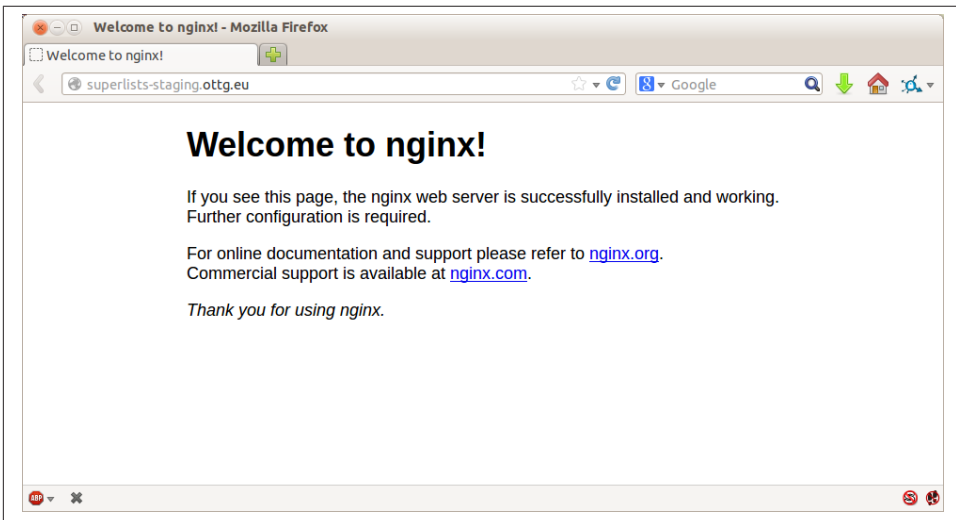 Welcome to nginx! - Mozilla Firefox
Welcome to nginx!
superlists-staging.ottg.eu
8 Google
Welcome to nginx!
If you see this page, the nginx web server is successfully installed and working.
Further configuration is required.
For online documentation and support please refer to nginx.org.
Commercial support is available at nginx.com.
Thank you for using nginx.
ABP